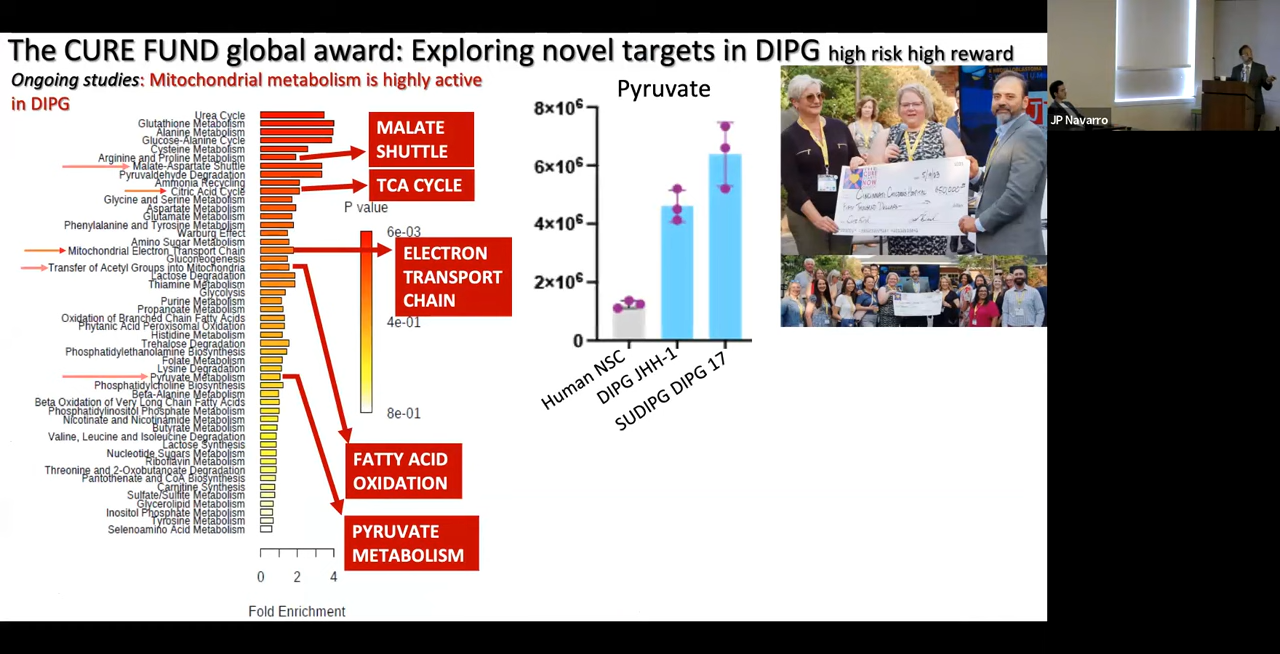 The CURE FUND global award: Exploring novel targets in DIPG high risk high reward
Ongoing studies: Mitochondrial metabolism is highly active
in DIPG
Urea Cycle
Glutathione Metabolism
Alanine Metabolism
Glucose-Alanine Cycle
Cysteine Metabolism
Arginine and Proline Metabolism
Malate-Aspartate Shuttle
Pyruvaldehyde Degradation
Ammonia Recycling
Citric Acid Cycle
Glycine and Serine Metabolism
Aspartate Metabolism
Glutamate Metabolism
Phenylalanine and Tyrosine Metabolism
Warburg Effect
Amino Sugar Metabolism
Mitochondrial Electron Transport Chain
Gluconeogenesis
Transfer of Acetyl Groups into Mitochondria
Lactose Degradation
Thiamine Metabolism
Glycolysis
Purine Metabolism
Propanoate Metabolism
Oxidation of Branched Chain Fatty Acids
Phytanic Acid Peroxisomal Oxidation
Histidine Metabolism
Trehalose Degradation
Phosphatidylethanolamine Biosynthesis
Folate Metabolism
Lysine Degradation
Pyruvate Metabolism
Phosphatidylcholine Biosynthesis
Beta-Alanine Metabolism
Beta Oxidation of Very Long Chain Fatty Acids
Phosphatidylinositol Phosphate Metabolism
Nicotinate and Nicotinamide Metabolism
Butyrate Metabolism
Valine, Leucine and Isoleucine Degradation
Lactose Synthesis
Nucleotide Sugars Metabolism
Riboflavin Metabolism
Threonine and 2-Oxobutanoate Degradation
Pantothenate and CoA Biosynthesis
Carnitine Synthesis
Sulfate/Sulfite Metabolism
Glycerolipid Metabolism
Inositol Phosphate Metabolism
Tyrosine Metabolism
Selenoamino Acid Metabolism
0 2 4
Fold Enrichment
MALATE
SHUTTLE
TCA CYCLE
P value
6e-03
4e-01
8e-01
ELECTRON
TRANSPORT
CHAIN
FATTY ACID
OXIDATION
PYRUVATE
METABOLISM
Pyruvate
8×10⁶
6×10⁶
4×10⁶
2×10⁶
0
Human NSC
DIPG JHH-1
SUDIPG DIPG 17
JP Navarro